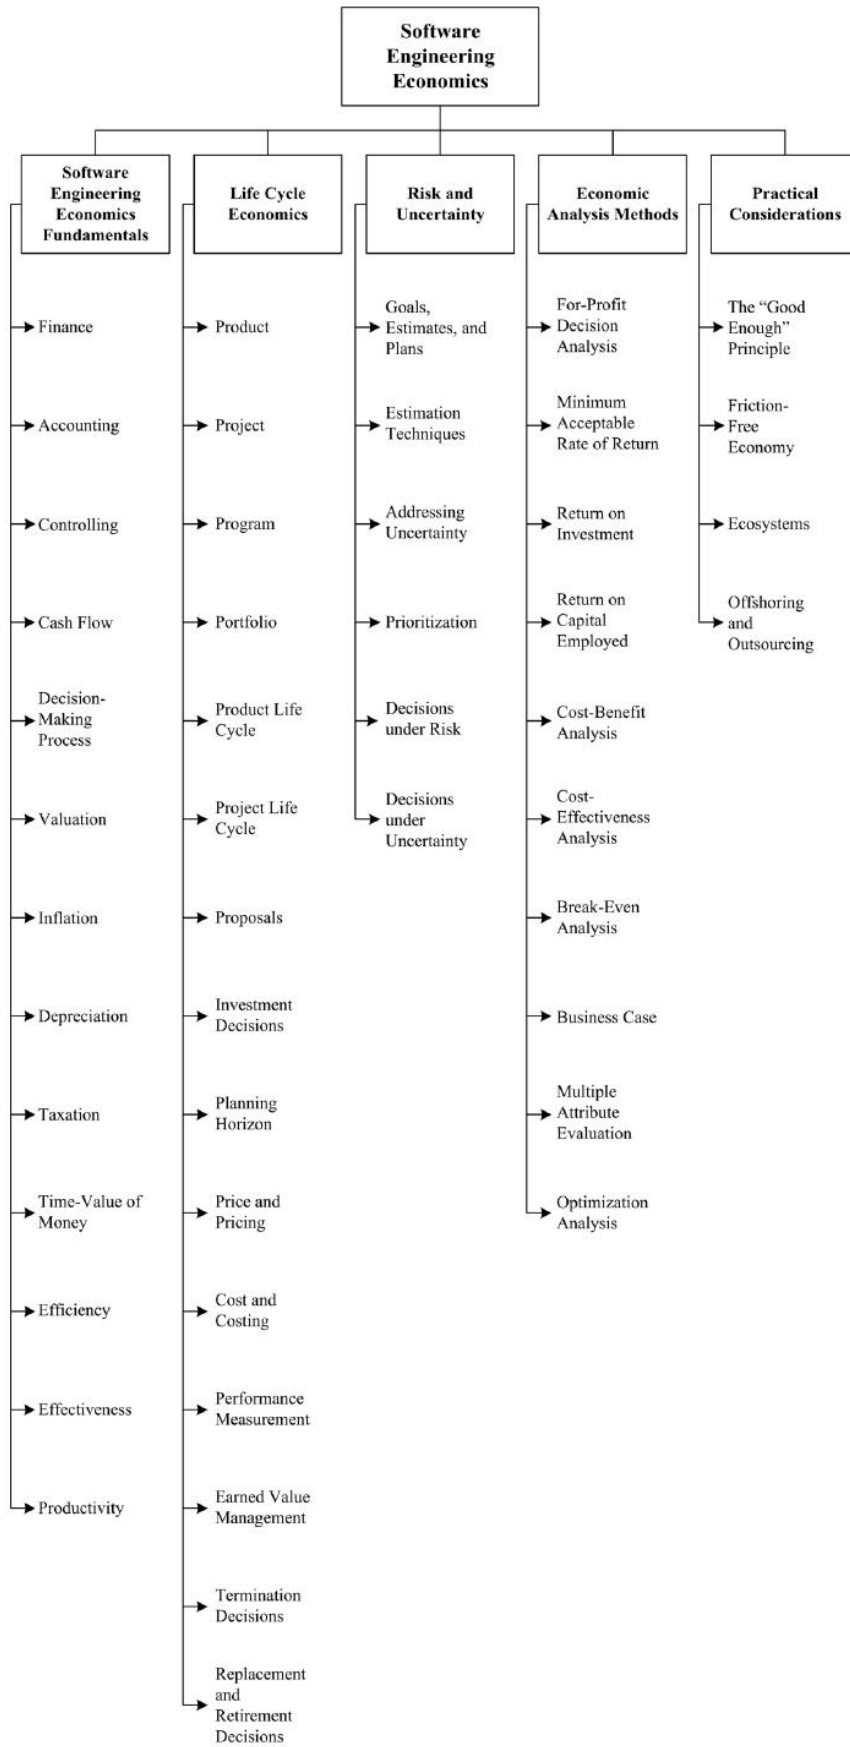 Software
Engineering
Economics
Software
Engineering
Economics
Fundamentals
Life Cycle
Economics
Risk and
Uncertainty
Economic
Analysis Methods
Practical
Considerations
Finance
Accounting
Controlling
Cash Flow
Decision-
Making
Process
Valuation
Inflation
Depreciation
Taxation
Time-Value of
Money
Efficiency
Effectiveness
Productivity
Product
Project
Program
Portfolio
Product Life
Cycle
Project Life
Cycle
Proposals
Investment
Decisions
Planning
Horizon
Price and
Pricing
Cost and
Costing
Performance
Measurement
Earned Value
Management
Termination
Decisions
Replacement
and
Retirement
Decisions
Goals,
Estimates, and
Plans
Estimation
Techniques
Addressing
Uncertainty
Prioritization
Decisions
under Risk
Decisions
under
Uncertainty
For-Profit
Decision
Analysis
Minimum
Acceptable
Rate of Return
Return on
Investment
Return on
Capital
Employed
Cost-Benefit
Analysis
Cost-
Effectiveness
Analysis
Break-Even
Analysis
Business Case
Multiple
Attribute
Evaluation
Optimization
Analysis
The “Good
Enough”
Principle
Friction-
Free
Economy
Ecosystems
Offshoring
and
Outsourcing